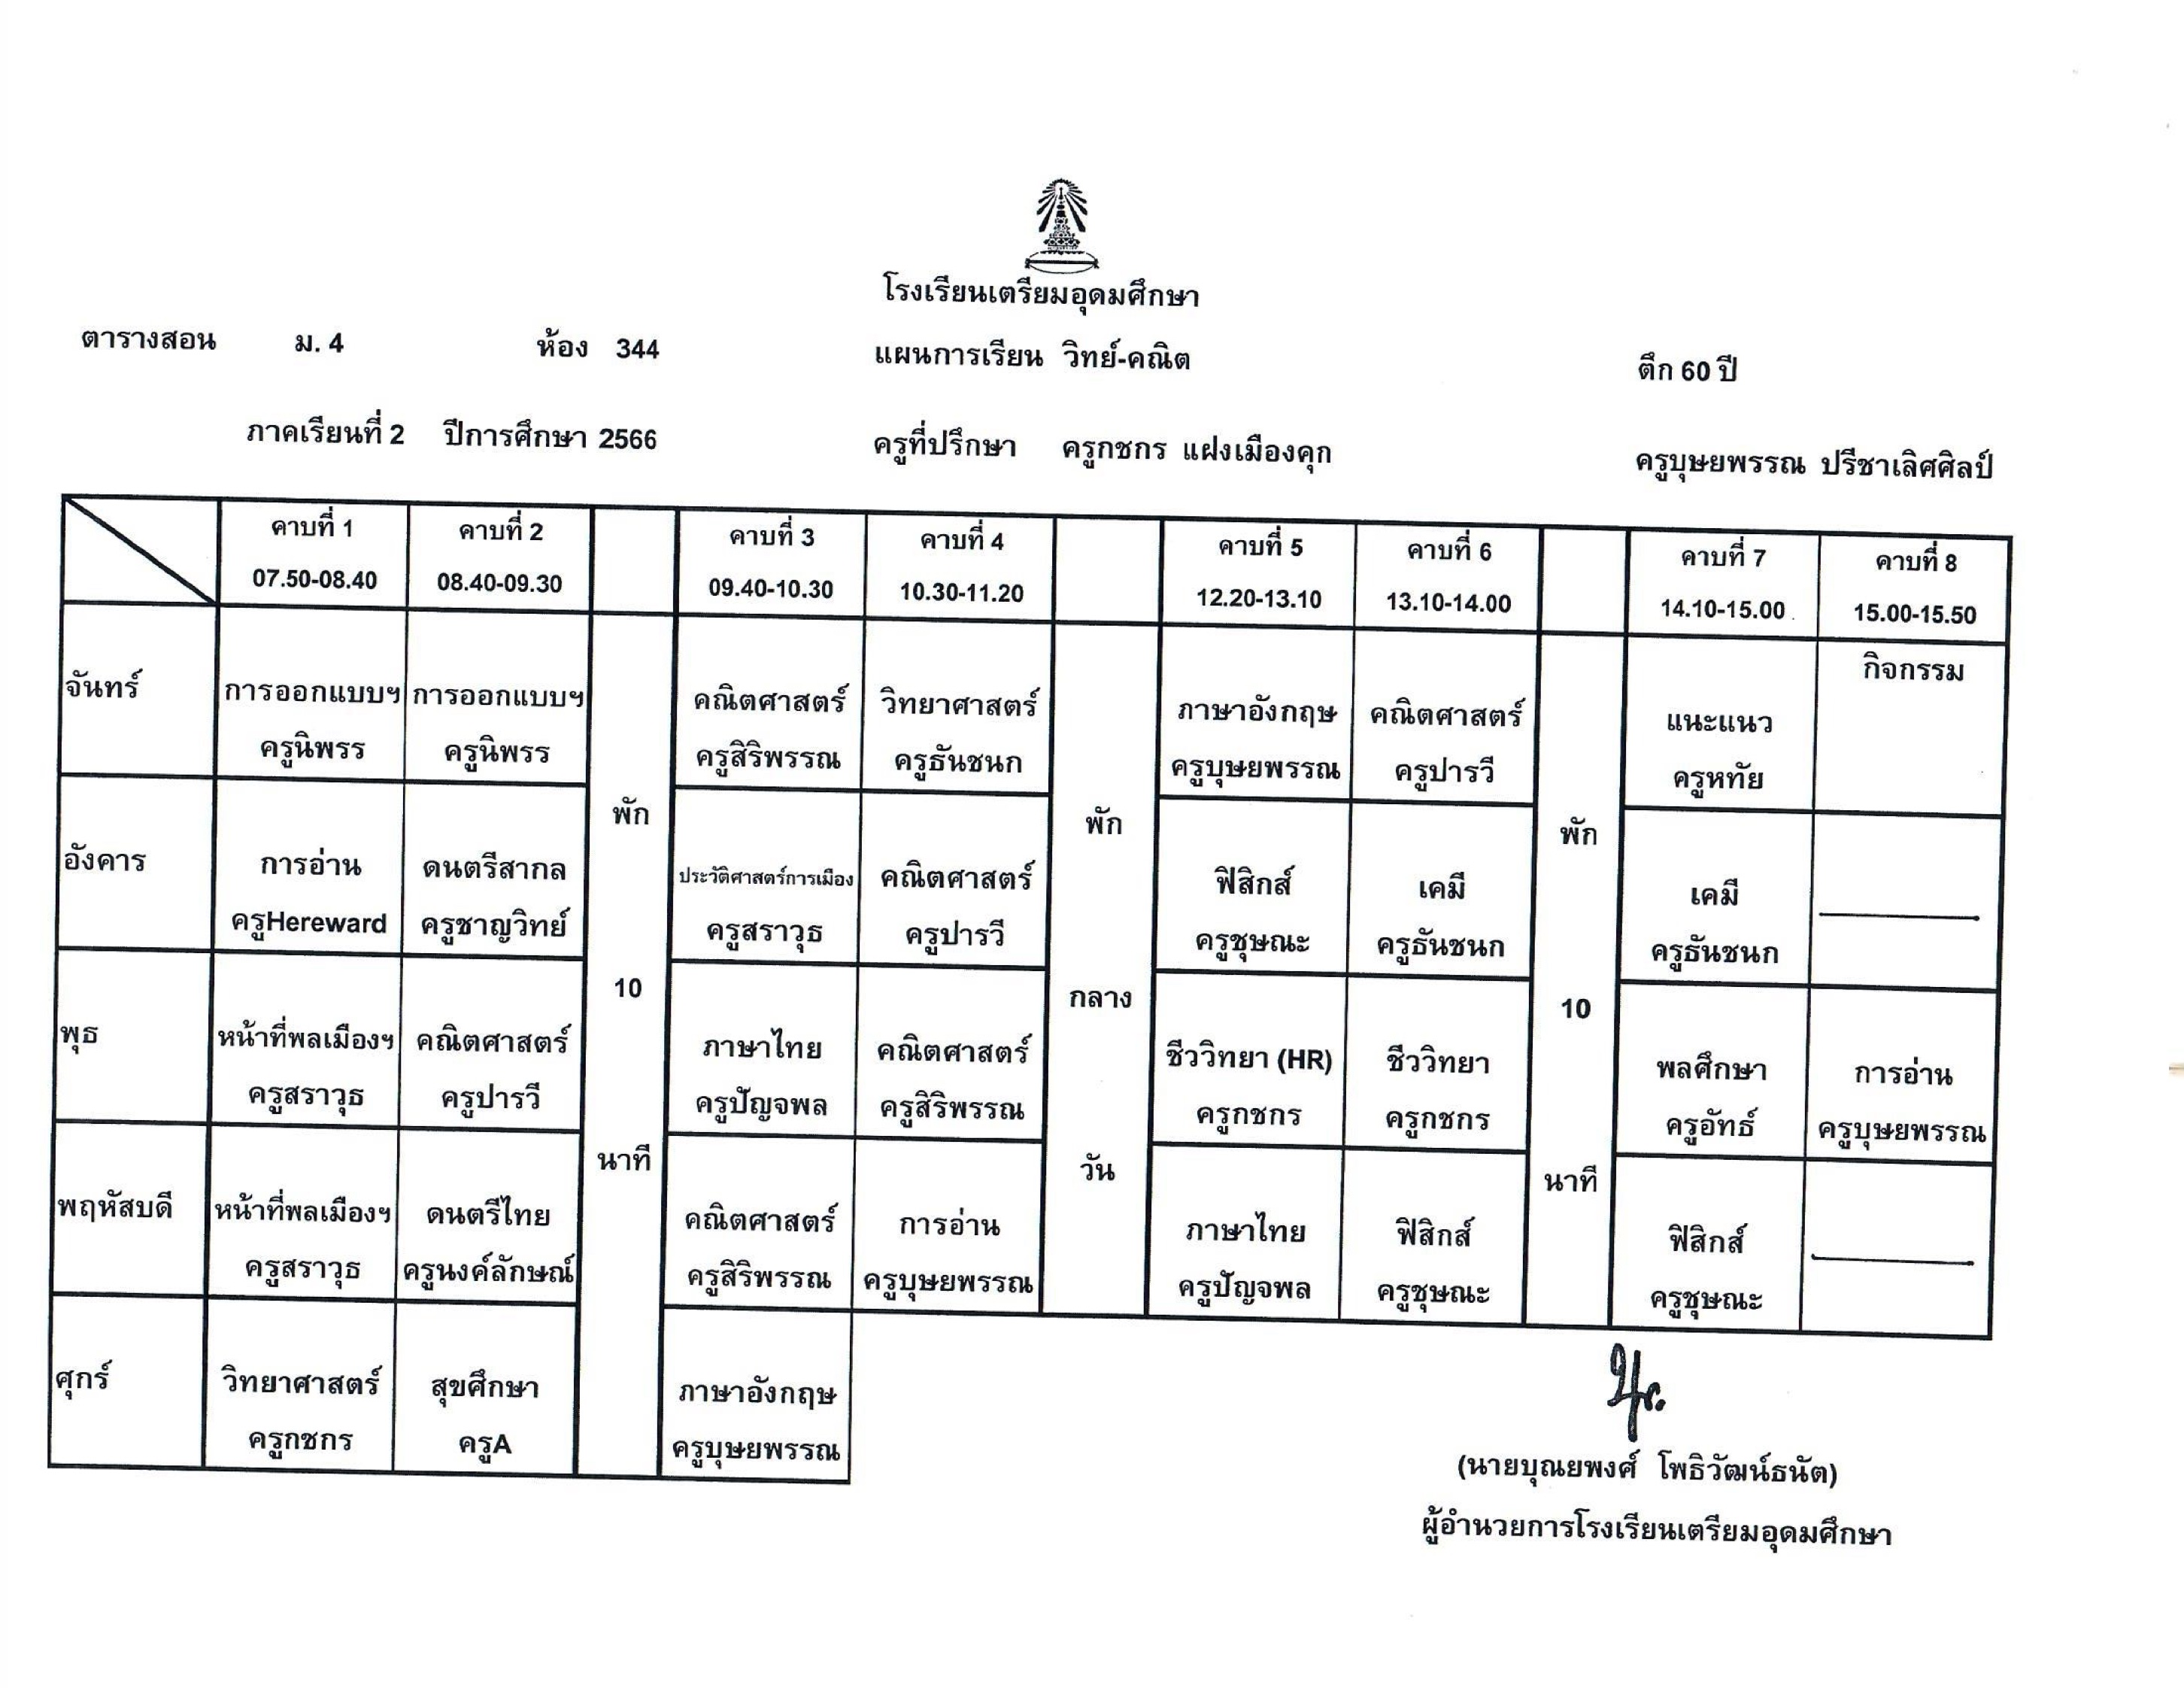 โรงเรียนเตรียมอุดมศึกษา
ตารางสอน ม. 4 ห้อง 344 แผนการเรียน วิทย์-คณิต ตึก 60 ปี
ภาคเรียนที่ 2 ปีการศึกษา 2566 ครูที่ปรึกษา ครูกชกร แฝงเมืองคุก ครูบุษยพรรณ ปรีชาเลิศศิลป์
คาบที่ 1 คาบที่ 2 คาบที่ 3 คาบที่ 4 คาบที่ 5 คาบที่ 6 คาบที่ 7 คาบที่ 8
07.50-08.40 08.40-09.30 09.40-10.30 10.30-11.20 12.20-13.10 13.10-14.00 14.10-15.00 15.00-15.50
จันทร์ การออกแบบฯ การออกแบบฯ คณิตศาสตร์ วิทยาศาสตร์ ภาษาอังกฤษ คณิตศาสตร์ แนะแนว กิจกรรม
ครูนิพรร ครูนิพรร ครูสิริพรรณ ครูธันชนก ครูบุษยพรรณ ครูปารวี ครูหทัย
พัก พัก พัก
อังคาร การอ่าน ดนตรีสากล ประวัติศาสตร์การเมือง คณิตศาสตร์ ฟิสิกส์ เคมี เคมี
ครูHereward ครูชาญวิทย์ ครูสราวุธ ครูปารวี ครูชุษณะ ครูธันชนก ครูธันชนก
10 กลาง 10
พุธ หน้าที่พลเมืองฯ คณิตศาสตร์ ภาษาไทย คณิตศาสตร์ ชีววิทยา (HR) ชีววิทยา พลศึกษา การอ่าน
ครูสราวุธ ครูปารวี ครูปัญจพล ครูสิริพรรณ ครูกชกร ครูกชกร ครูอัทธ์ ครูบุษยพรรณ
นาที วัน นาที
พฤหัสบดี หน้าที่พลเมืองฯ ดนตรีไทย คณิตศาสตร์ การอ่าน ภาษาไทย ฟิสิกส์ ฟิสิกส์
ครูสราวุธ ครูนงค์ลักษณ์ ครูสิริพรรณ ครูบุษยพรรณ ครูปัญจพล ครูชุษณะ ครูชุษณะ
ศุกร์ วิทยาศาสตร์ สุขศึกษา ภาษาอังกฤษ
ครูกชกร ครูA ครูบุษยพรรณ
(นายบุณยพงศ์ โพธิวัฒน์ธนัต)
ผู้อำนวยการโรงเรียนเตรียมอุดมศึกษา